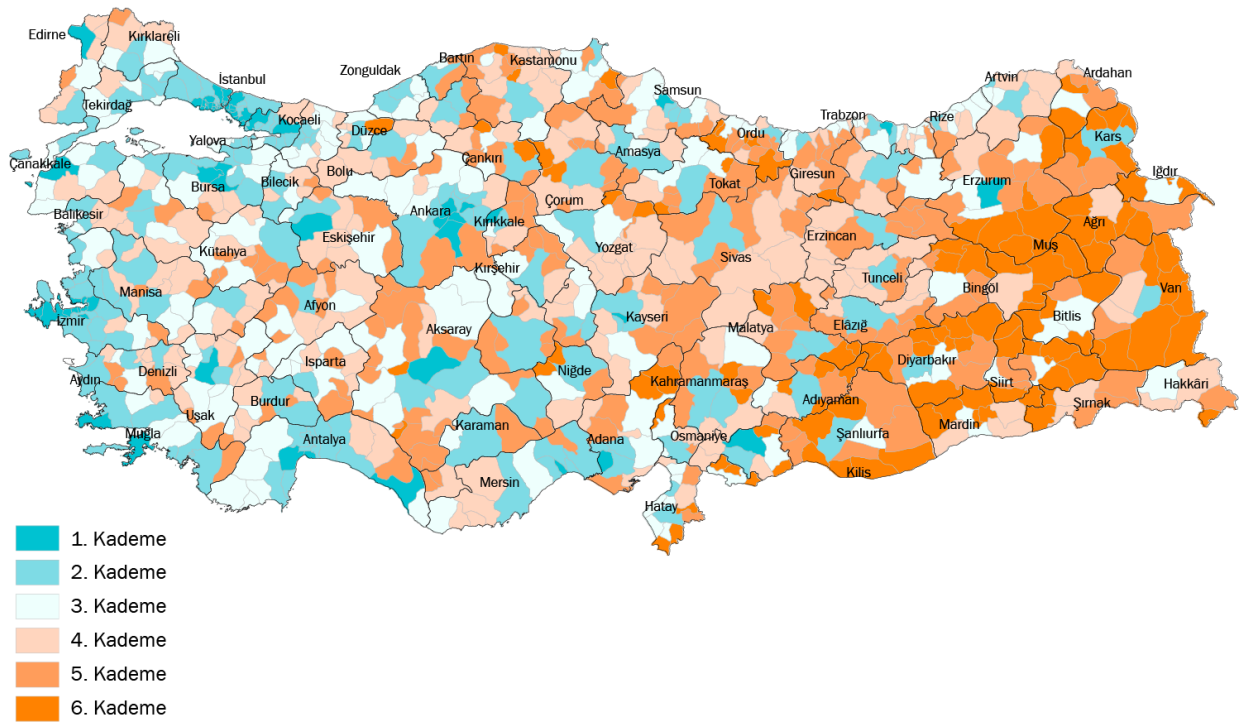 Edirne
Kırklareli
İstanbul
Tekirdağ
Kocaeli
Yalova
Çanakkale
Bursa
Bilecik
Balıkesir
Zonguldak
Bartın
Kastamonu
Düzce
Bolu
Çankırı
Samsun
Amasya
Ordu
Tokat
Giresun
Trabzon
Rize
Artvin
Ardahan
Kars
Iğdır
Erzurum
Ağrı
Kütahya
Eskişehir
Ankara
Kırıkkale
Çorum
Yozgat
Kırşehir
Sivas
Erzincan
Tunceli
Bingöl
Muş
Van
Bitlis
Manisa
İzmir
Afyon
Aksaray
Kayseri
Malatya
Elâzığ
Diyarbakır
Siirt
Hakkâri
Şırnak
Mardin
Aydın
Denizli
Isparta
Burdur
Uşak
Muğla
Antalya
Karaman
Niğde
Mersin
Adana
Kahramanmaraş
Osmaniye
Adıyaman
Şanlıurfa
Kilis
Hatay
1. Kademe
2. Kademe
3. Kademe
4. Kademe
5. Kademe
6. Kademe